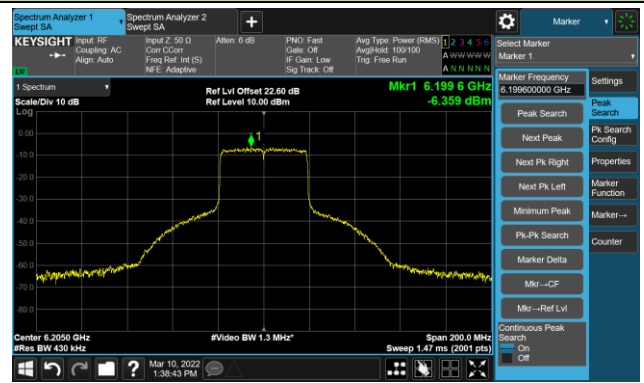 Spectrum Analyzer 1
Swept SA
Spectrum Analyzer 2
Swept SA
+
Marker
KEYSIGHT
Input: RF
Coupling: AC
Align: Auto
Input Z: 50 Ω
Corr CCorr
Freq Ref: Int (S)
NFE: Adaptive
Atten: 6 dB
PNO: Fast
Gate: Off
IF Gain: Low
Sig Track: Off
Avg Type: Power (RMS)
Avg|Hold: 100/100
Trig: Free Run
1 2 3 4 5 6
A W W W W W
A N N N N N
LV
Select Marker
Marker 1
1 Spectrum
Scale/Div 10 dB
Log
Ref Lvl Offset 22.60 dB
Ref Level 10.00 dBm
Mkr1 6.199 6 GHz
-6.359 dBm
1
0.00
-10.0
-20.0
-30.0
-40.0
-50.0
-60.0
-70.0
-80.0
Center 6.2050 GHz
#Res BW 430 kHz
#Video BW 1.3 MHz*
Span 200.0 MHz
Sweep 1.47 ms (2001 pts)
Marker Frequency
6.199600000 GHz
Peak Search
Next Peak
Next Pk Right
Next Pk Left
Minimum Peak
Pk-Pk Search
Marker Delta
Mkr→CF
Mkr→Ref Lvl
Continuous Peak
Search
On
Off
Settings
Peak
Search
Pk Search
Config
Properties
Marker
Function
Marker→
Counter
?
Mar 10, 2022
1:38:43 PM